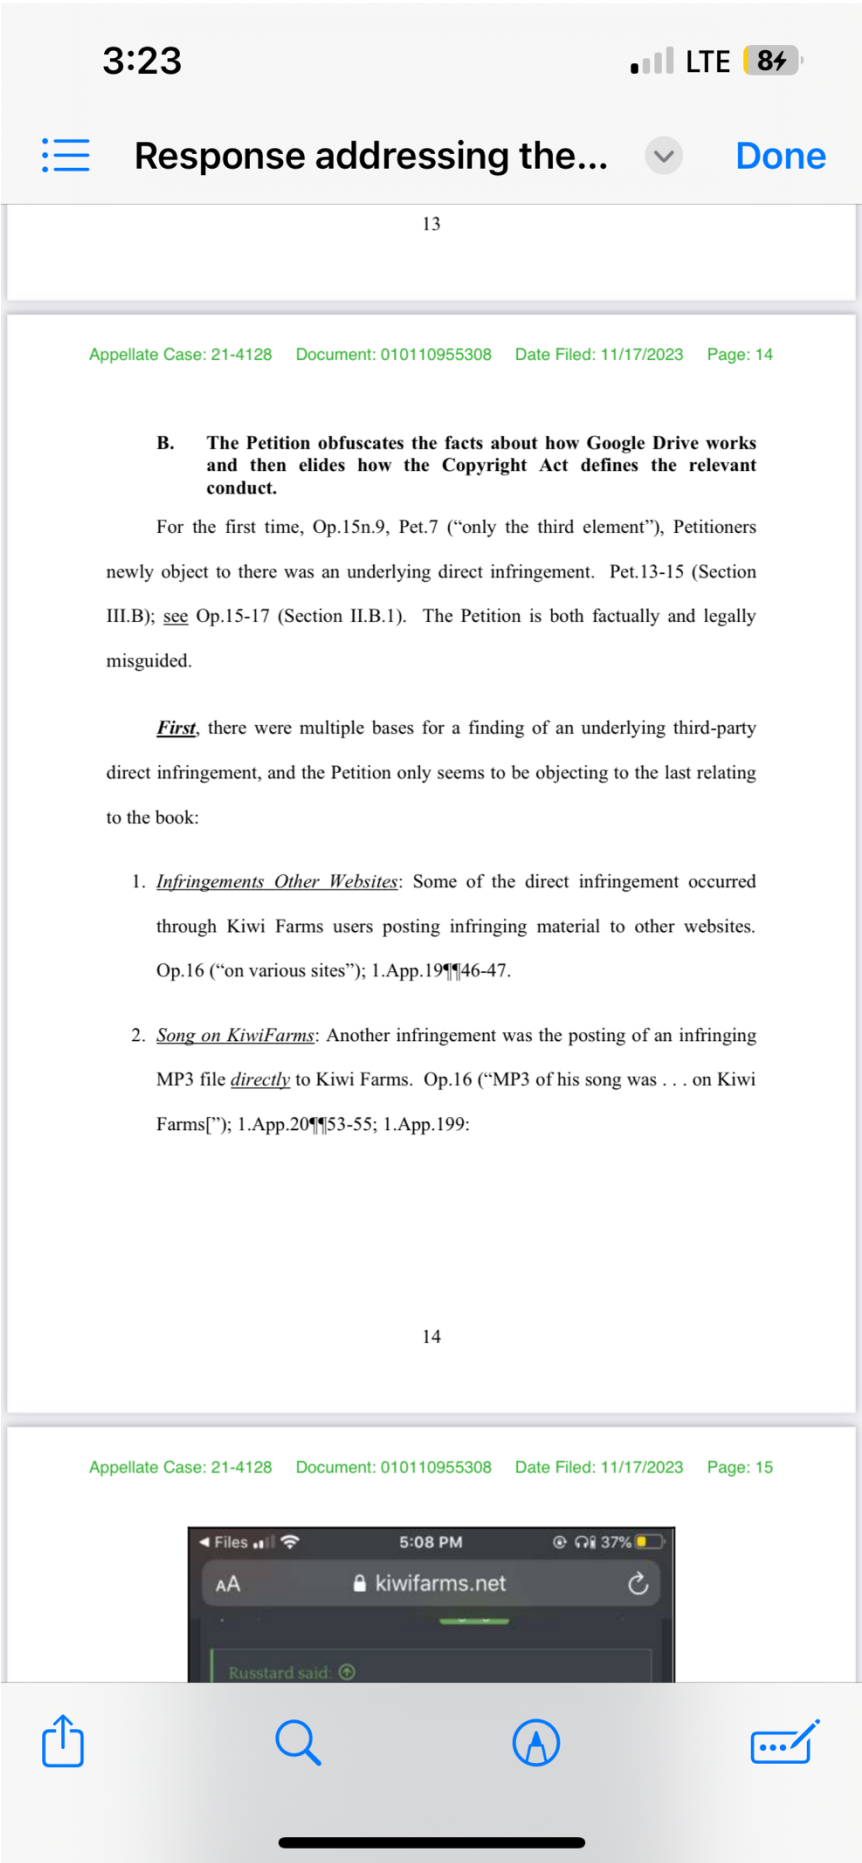 3:23 LTE 84
Response addressing the... Done
13
Appellate Case: 21-4128 Document: 010110955308 Date Filed: 11/17/2023 Page: 14
B. The Petition obfuscates the facts about how Google Drive works
and then elides how the Copyright Act defines the relevant
conduct.
For the first time, Op.15n.9, Pet.7 (“only the third element”), Petitioners
newly object to there was an underlying direct infringement. Pet.13-15 (Section
III.B); see Op.15-17 (Section II.B.1). The Petition is both factually and legally
misguided.
First, there were multiple bases for a finding of an underlying third-party
direct infringement, and the Petition only seems to be objecting to the last relating
to the book:
1. Infringements Other Websites: Some of the direct infringement occurred
through Kiwi Farms users posting infringing material to other websites.
Op.16 (“on various sites”); 1.App.19¶¶46-47.
2. Song on KiwiFarms: Another infringement was the posting of an infringing
MP3 file directly to Kiwi Farms. Op.16 (“MP3 of his song was . . . on Kiwi
Farms[”); 1.App.20¶¶53-55; 1.App.199:
14
Appellate Case: 21-4128 Document: 010110955308 Date Filed: 11/17/2023 Page: 15
Files 5:08 PM 37%
AA kiwifarms.net
Russtard said: